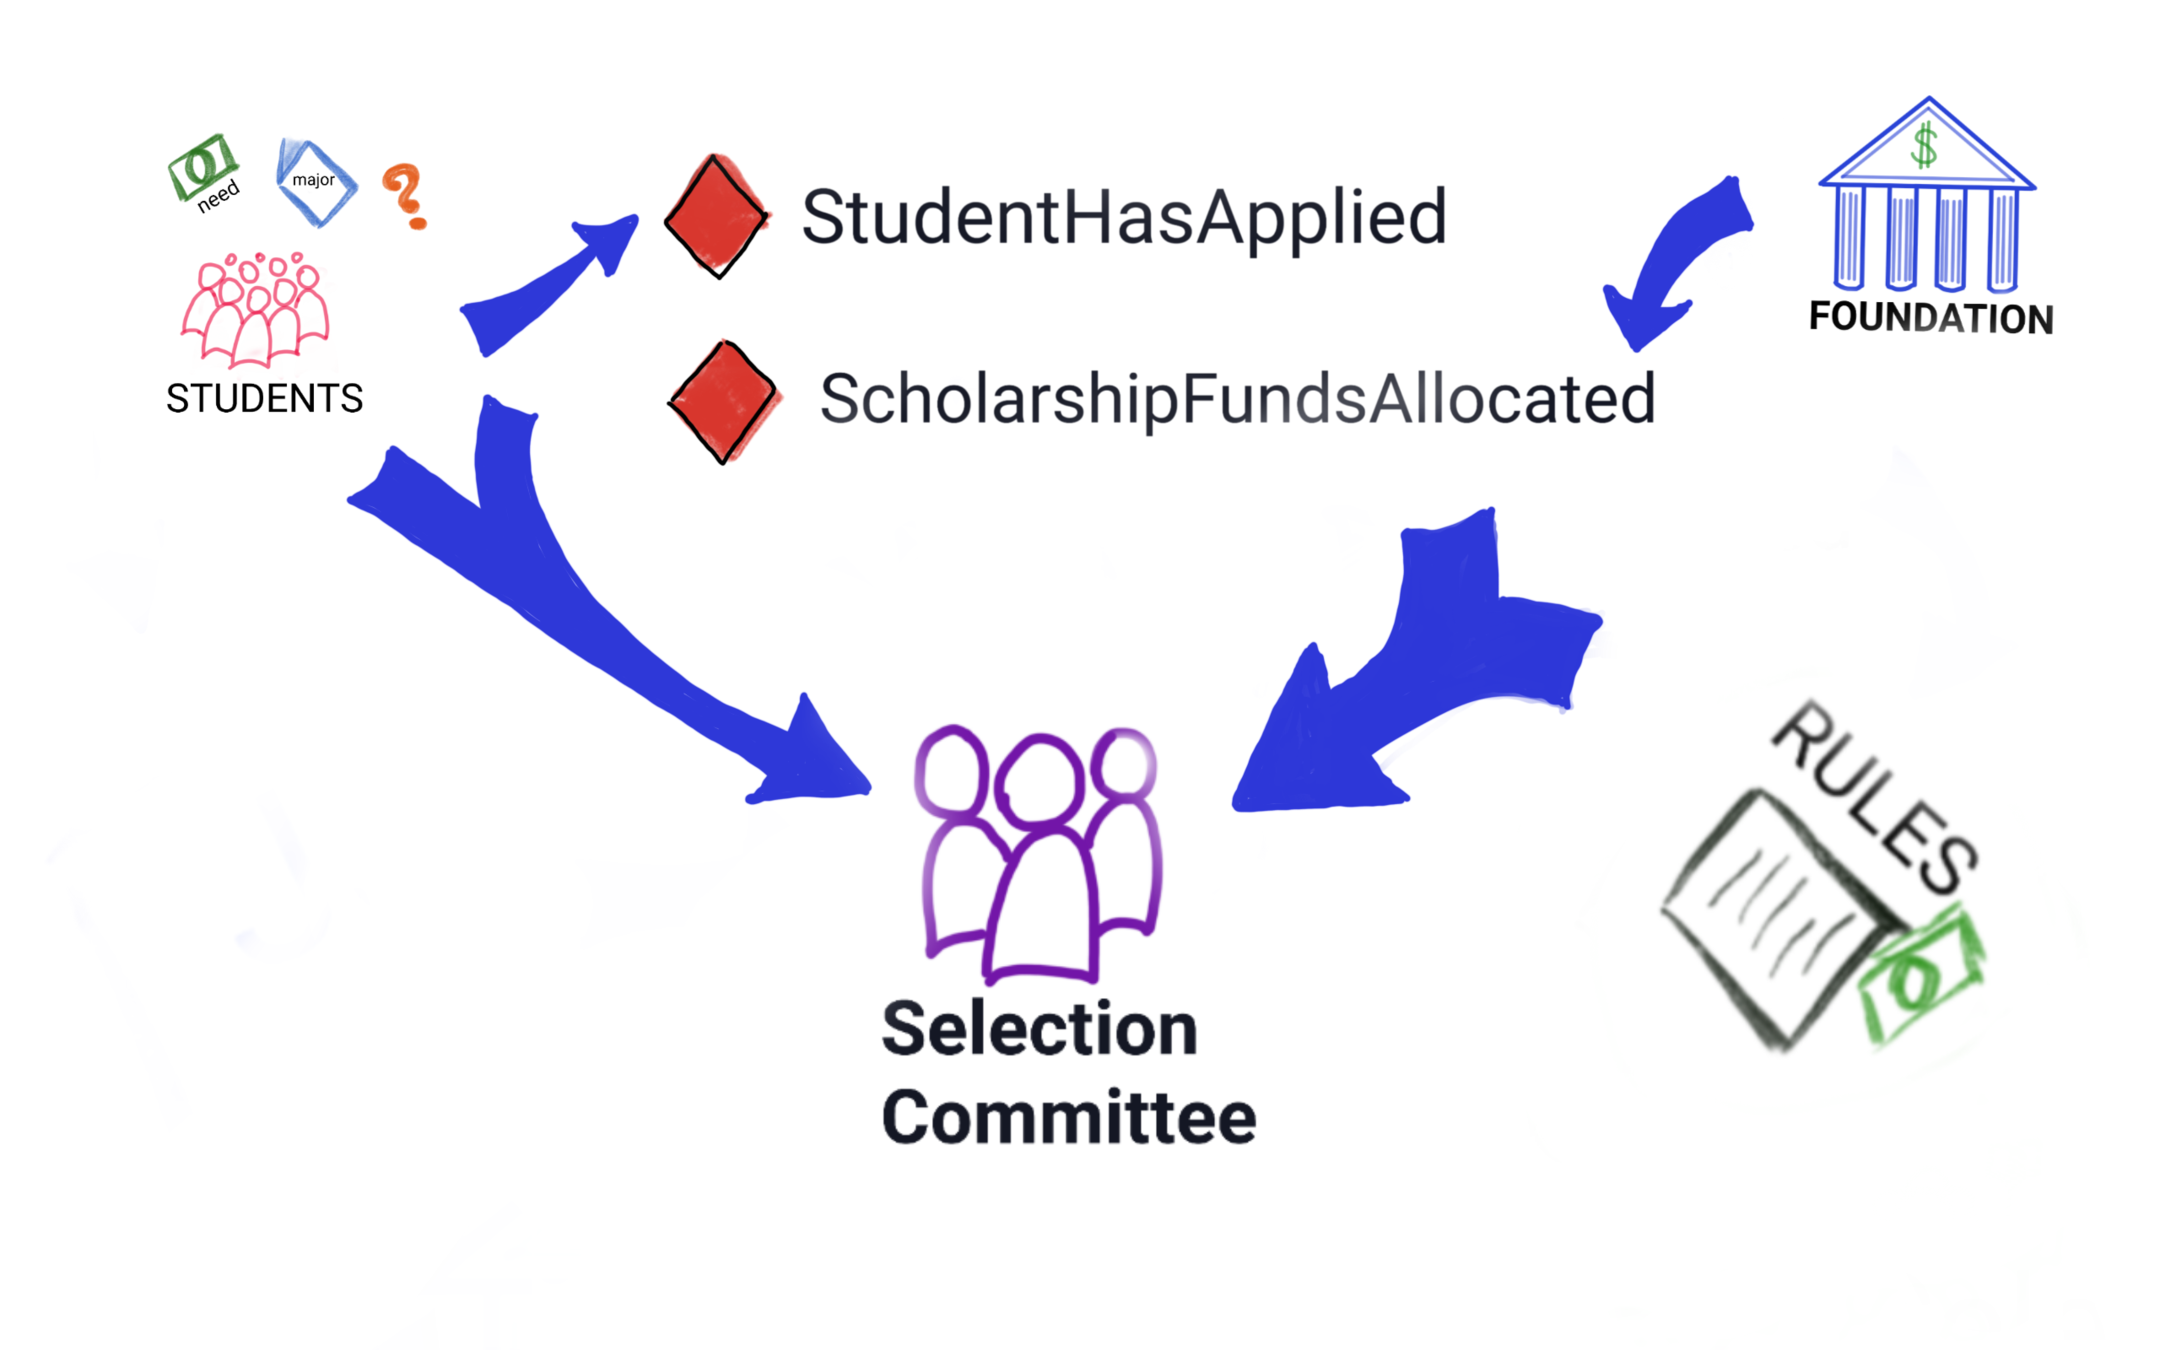 need
major
?
STUDENTS
StudentHasApplied
ScholarshipFundsAllocated
$
FOUNDATION
RULES
Selection
Committee